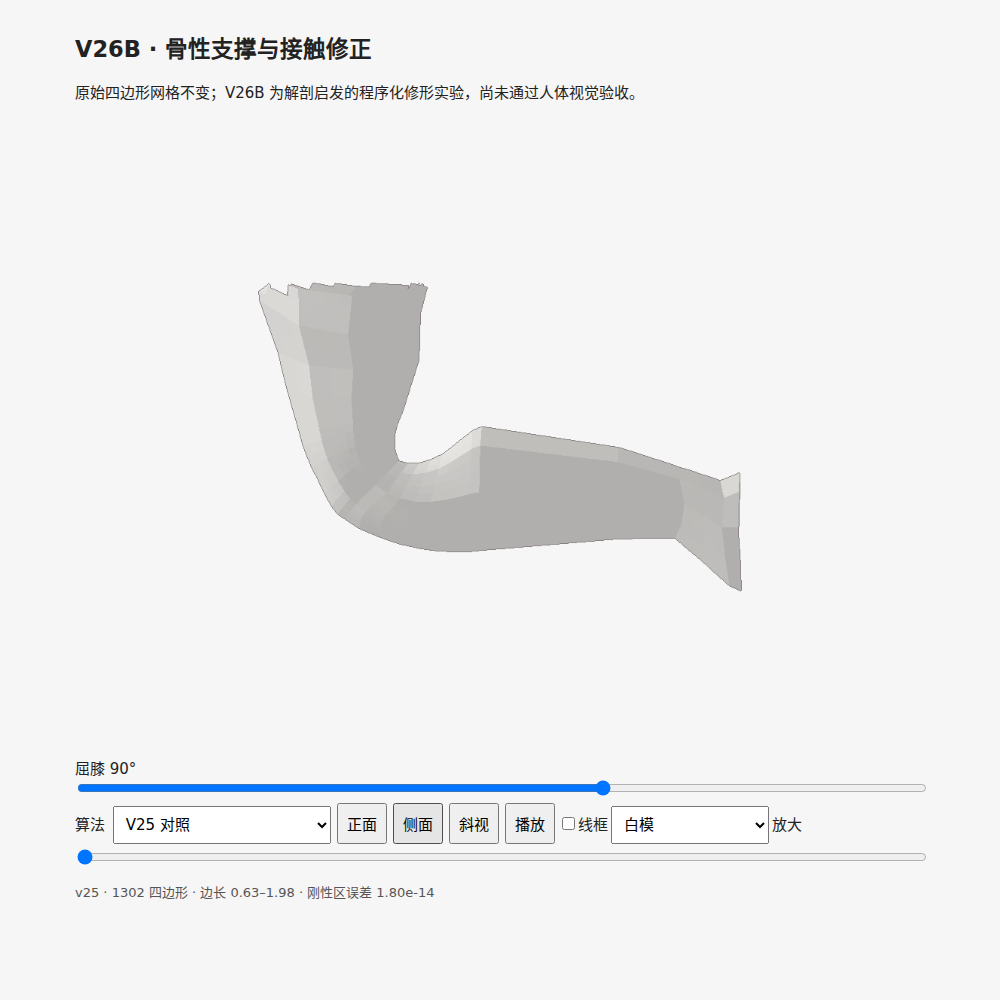 V26B · 骨性支撑与接触修正
原始四边形网格不变；V26B 为解剖启发的程序化修形实验，尚未通过人体视觉验收。
屈膝 90°
算法 V25 对照 正面 侧面 斜视 播放 线框 白模 放大
v25 · 1302 四边形 · 边长 0.63–1.98 · 刚性区误差 1.80e-14